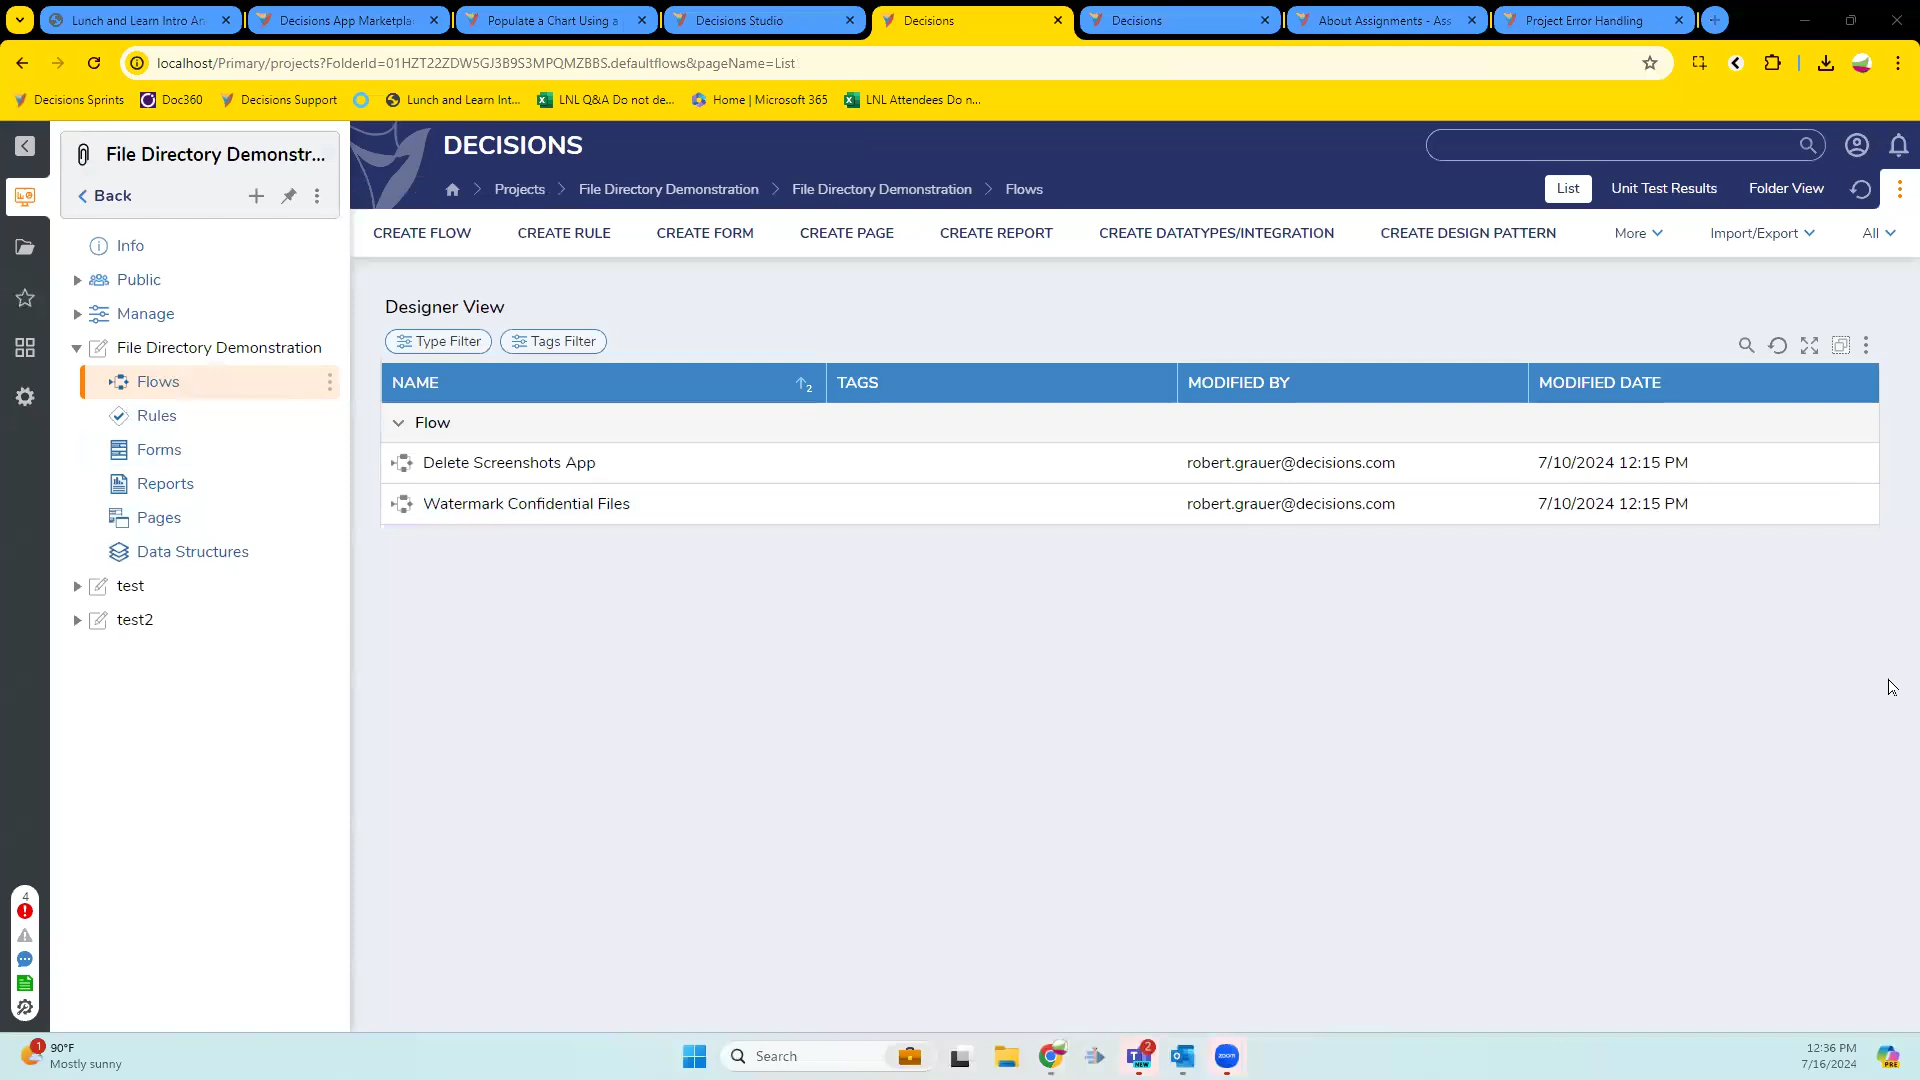 Lunch and Learn Intro An
Decisions App Marketpla
Populate a Chart Using a
Decisions Studio
Decisions
Decisions
About Assignments - Ass
Project Error Handling
localhost/Primary/projects?FolderId=01HZT22ZDW5GJ3B9S3MPQMZBBS.defaultflows&pageName=List
Decisions Sprints
Doc360
Decisions Support
Lunch and Learn Int...
LNL Q&A Do not de...
Home | Microsoft 365
LNL Attendees Do n...
File Directory Demonstr...
Back
Info
Public
Manage
File Directory Demonstration
Flows
Rules
Forms
Reports
Pages
Data Structures
test
test2
DECISIONS
Projects
File Directory Demonstration
File Directory Demonstration
Flows
List
Unit Test Results
Folder View
CREATE FLOW
CREATE RULE
CREATE FORM
CREATE PAGE
CREATE REPORT
CREATE DATATYPES/INTEGRATION
CREATE DESIGN PATTERN
More
Import/Export
All
Designer View
Type Filter
Tags Filter
NAME 2 TAGS MODIFIED BY MODIFIED DATE
Flow
Delete Screenshots App robert.grauer@decisions.com 7/10/2024 12:15 PM
Watermark Confidential Files robert.grauer@decisions.com 7/10/2024 12:15 PM
4
1
90°F
Mostly sunny
Search
2
NEW
zoom
12:36 PM
7/16/2024
PRE